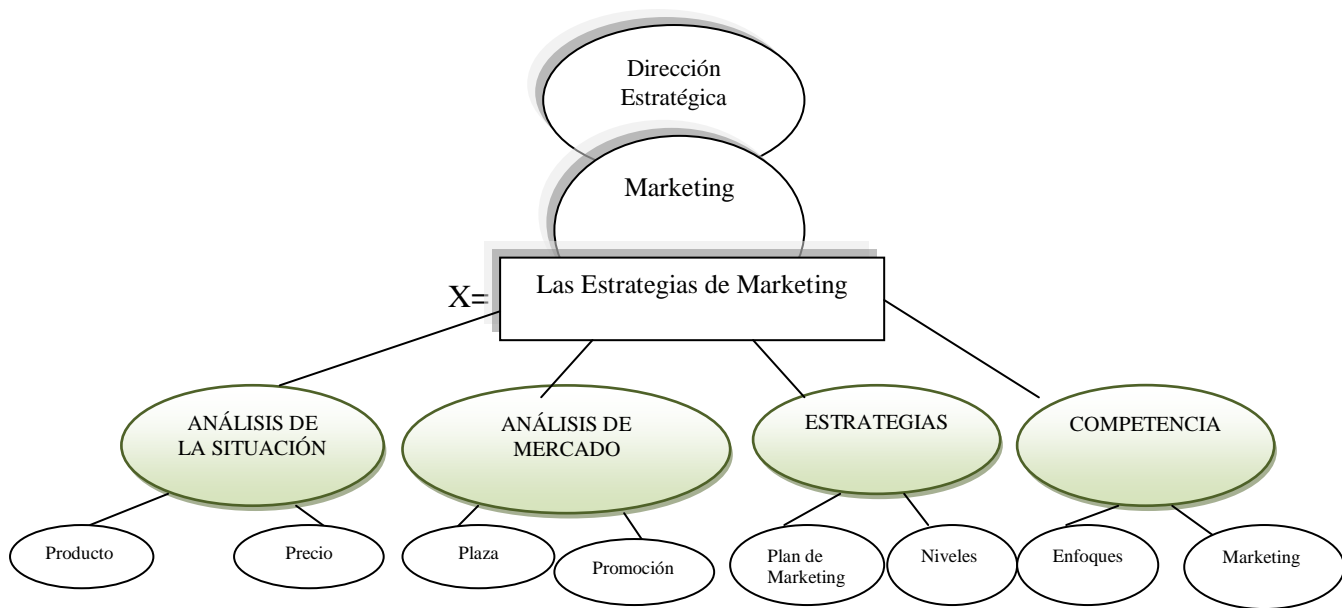 Dirección
Estratégica
Marketing
X=
Las Estrategias de Marketing
ANÁLISIS DE
LA SITUACIÓN
ANÁLISIS DE
MERCADO
ESTRATEGIAS
COMPETENCIA
Producto
Precio
Plaza
Promoción
Plan de
Marketing
Niveles
Enfoques
Marketing